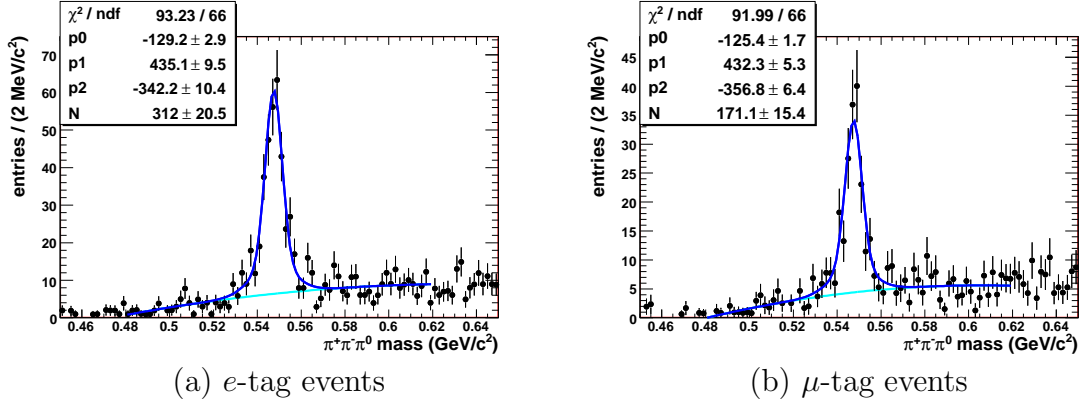 χ² / ndf 93.23 / 66
p0 -129.2 ± 2.9
p1 435.1 ± 9.5
p2 -342.2 ± 10.4
N 312 ± 20.5
entries / (2 MeV/c²)
70
60
50
40
30
20
10
0
0.46 0.48 0.5 0.52 0.54 0.56 0.58 0.6 0.62 0.64
π⁺π⁻π⁰ mass (GeV/c²)
(a) e-tag events
χ² / ndf 91.99 / 66
p0 -125.4 ± 1.7
p1 432.3 ± 5.3
p2 -356.8 ± 6.4
N 171.1 ± 15.4
entries / (2 MeV/c²)
45
40
35
30
25
20
15
10
5
0
0.46 0.48 0.5 0.52 0.54 0.56 0.58 0.6 0.62 0.64
π⁺π⁻π⁰ mass (GeV/c²)
(b) μ-tag events